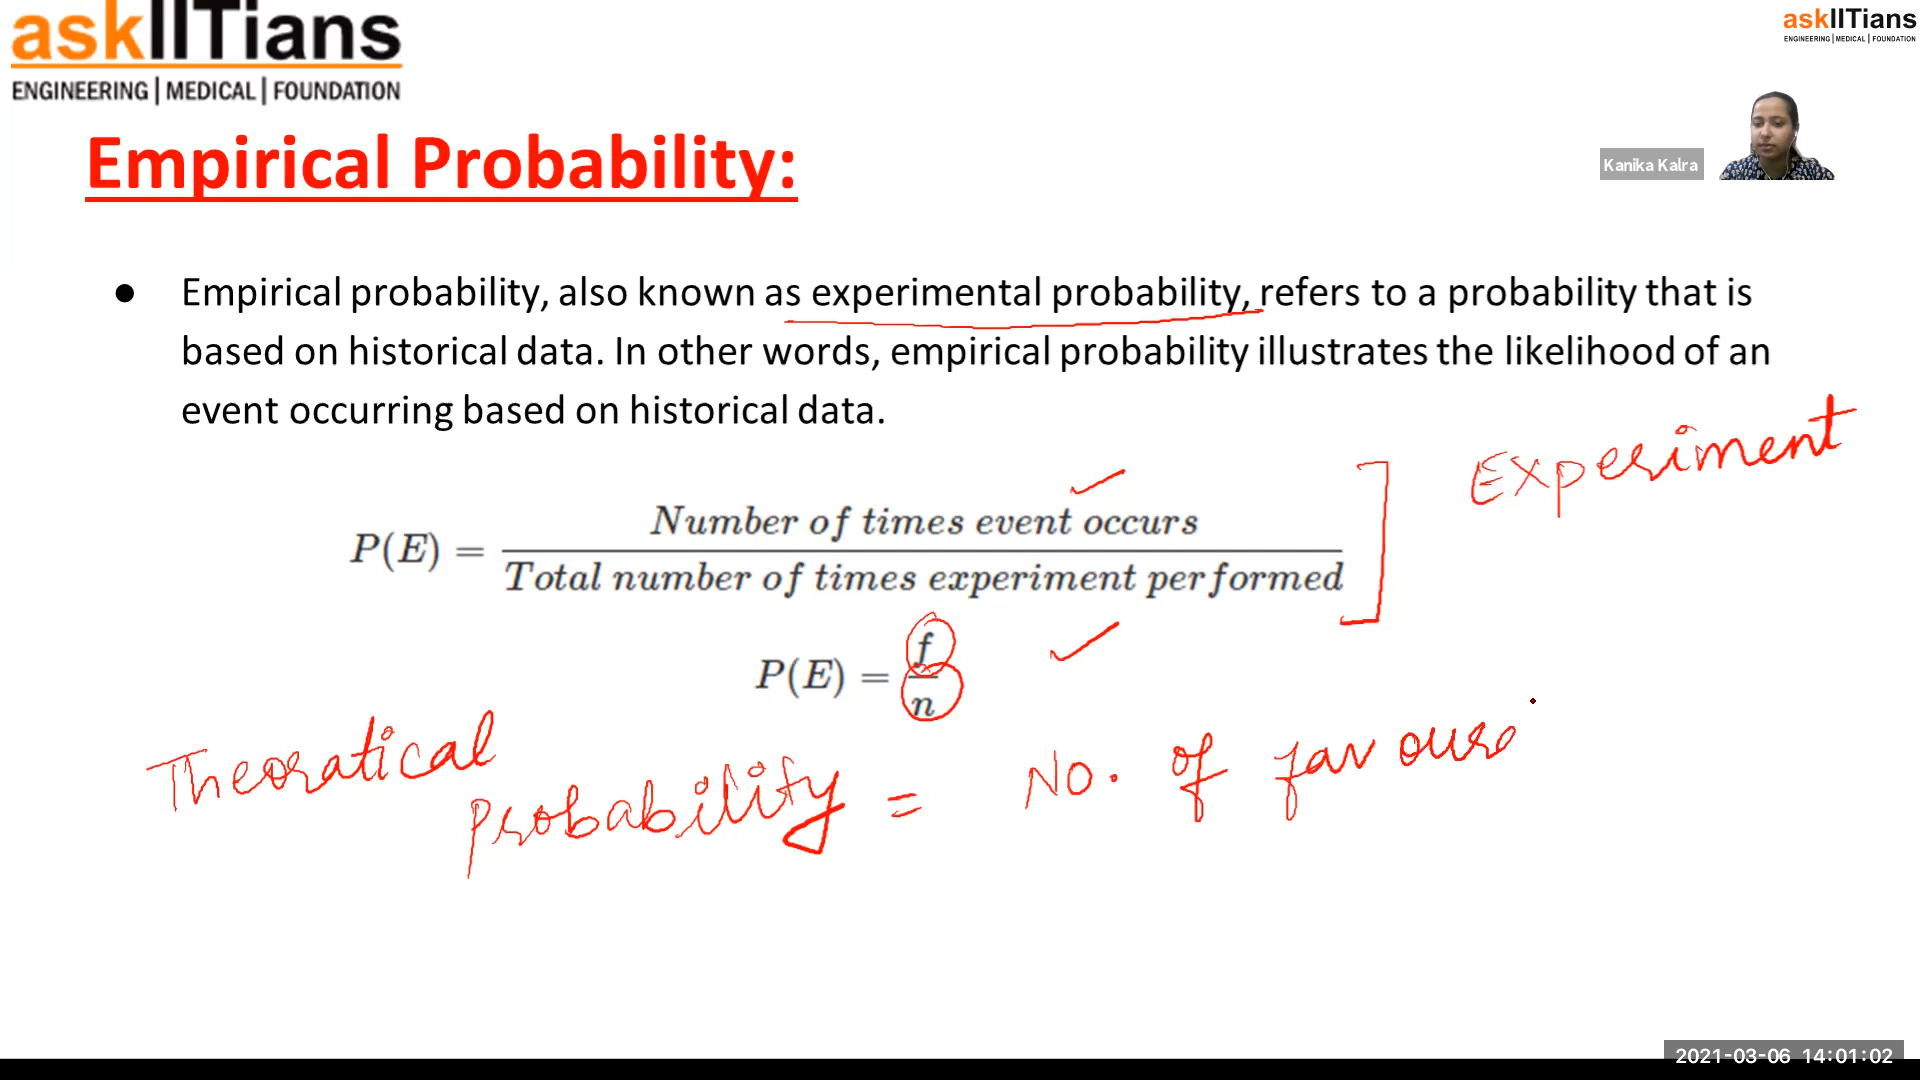 askIITians
ENGINEERING | MEDICAL | FOUNDATION
askIITians
ENGINEERING | MEDICAL | FOUNDATION
Empirical Probability:
Kanika Kalra
● Empirical probability, also known as experimental probability, refers to a probability that is
based on historical data. In other words, empirical probability illustrates the likelihood of an
event occurring based on historical data.
Experiment
P(E) = Number of times event occurs / Total number of times experiment performed
P(E) = f / n
Theoratical
Probability = No. of favoura
2021-03-06 14:01:02